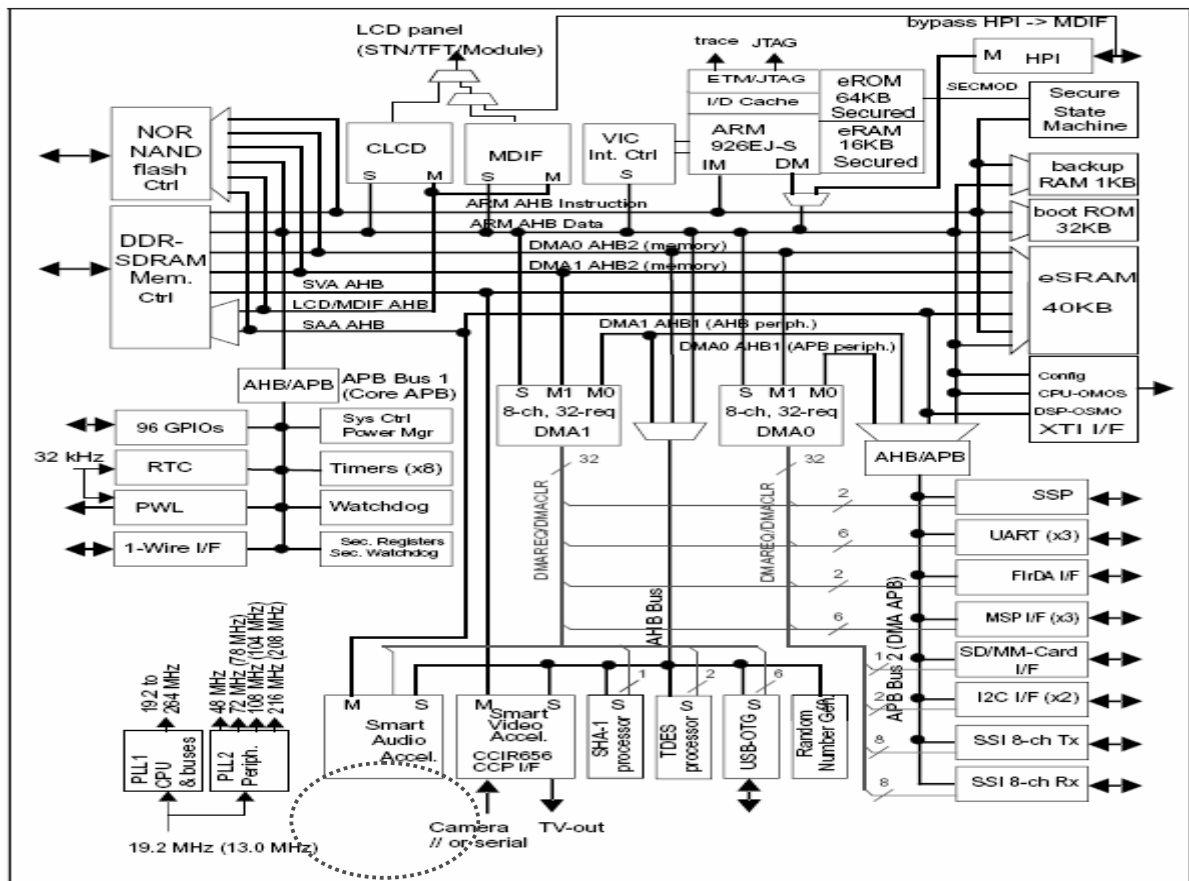 LCD panel
(STN/TFT/Module)
trace JTAG
bypass HPI -> MDIF
M HPI
NOR
NAND
flash
Ctrl
CLCD
S M
MDIF
S M
VIC
Int. Ctrl
S
ETM/JTAG
I/D Cache
ARM
926EJ-S
IM DM
eROM
64KB
Secured
eRAM
16KB
Secured
SECMOD
Secure
State
Machine
backup
RAM 1KB
boot ROM
32KB
DDR-
SDRAM
Mem.
Ctrl
ARM AHB Instruction
ARM AHB Data
DMA0 AHB2 (memory)
DMA1 AHB2 (memory)
SVA AHB
LCD/MDIF AHB
SAA AHB
eSRAM
40KB
DMA1 AHB1 (AHB periph.)
DMA0 AHB1 (APB periph.)
Config
CPU-OMOS
DSP-OSMO
XTI I/F
AHB/APB
APB Bus 1
(Core APB)
S M1 M0
8-ch, 32-req
DMA1
S M1 M0
8-ch, 32-req
DMA0
AHB/APB
96 GPIOs
Sys Ctrl
Power Mgr
32 kHz
RTC
Timers (x8)
PWL
Watchdog
1-Wire I/F
Sec. Registers
Sec. Watchdog
32
32
DMAREQ/DMACLR
DMAREQ/DMACLR
AHB Bus
APB Bus 2 (DMA APB)
2
SSP
6
UART (x3)
2
FIrDA I/F
6
MSP I/F (x3)
1
SD/MM-Card
I/F
2
I2C I/F (x2)
8
SSI 8-ch Tx
8
SSI 8-ch Rx
19.2 to
264 MHz
48 MHz
72 MHz (78 MHz)
108 MHz (104 MHz)
216 MHz (208 MHz)
PLL1
CPU
& buses
PLL2
Periph.
19.2 MHz (13.0 MHz)
M S
Smart
Audio
Accel.
M S
Smart
Video
Accel.
CCIR656
CCP I/F
Camera
// or serial
TV-out
1
S
SHA-1
processor
2
S
TDES
processor
6
S
USB-OTG
S
Random
Number Gen.